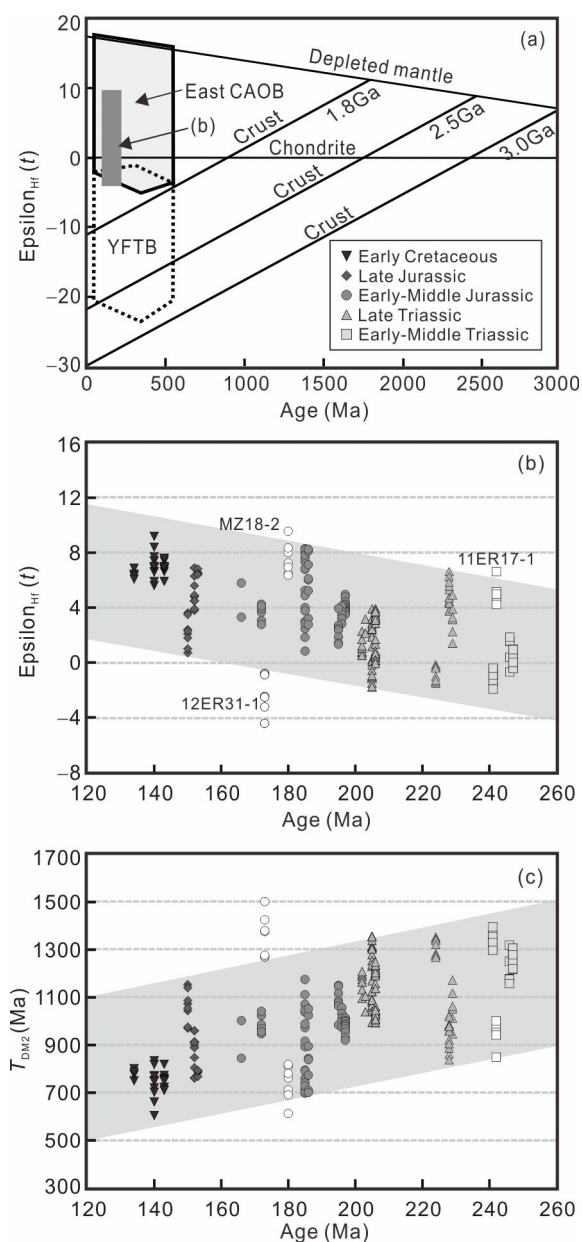 20
(a)
Depleted mantle
10
East CAOB
(b)
Crust
1.8Ga
2.5Ga
3.0Ga
0
Chondrite
Crust
Crust
−10
YFTB
−20
−30
Early Cretaceous
Late Jurassic
Early-Middle Jurassic
Late Triassic
Early-Middle Triassic
Epsilon_Hf (t)
0 500 1000 1500 2000 2500 3000
Age (Ma)
16
(b)
12
MZ18-2
8
11ER17-1
4
0
12ER31-1
−4
−8
Epsilon_Hf (t)
120 140 160 180 200 220 240 260
Age (Ma)
1700
(c)
1500
1300
1100
900
700
500
300
T_DM2 (Ma)
120 140 160 180 200 220 240 260
Age (Ma)